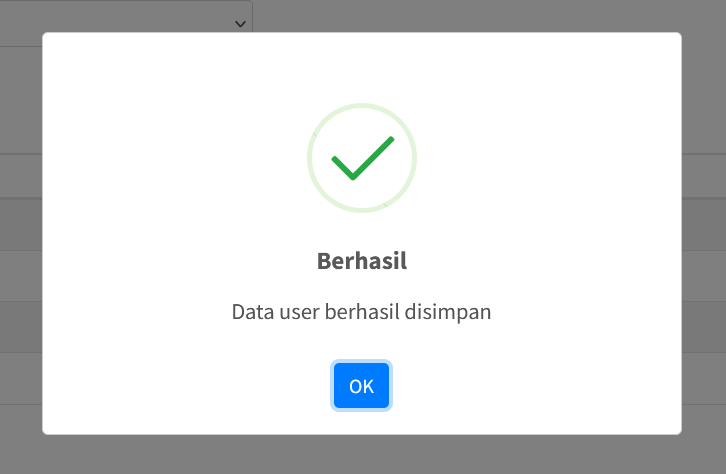 Berhasil
Data user berhasil disimpan
OK